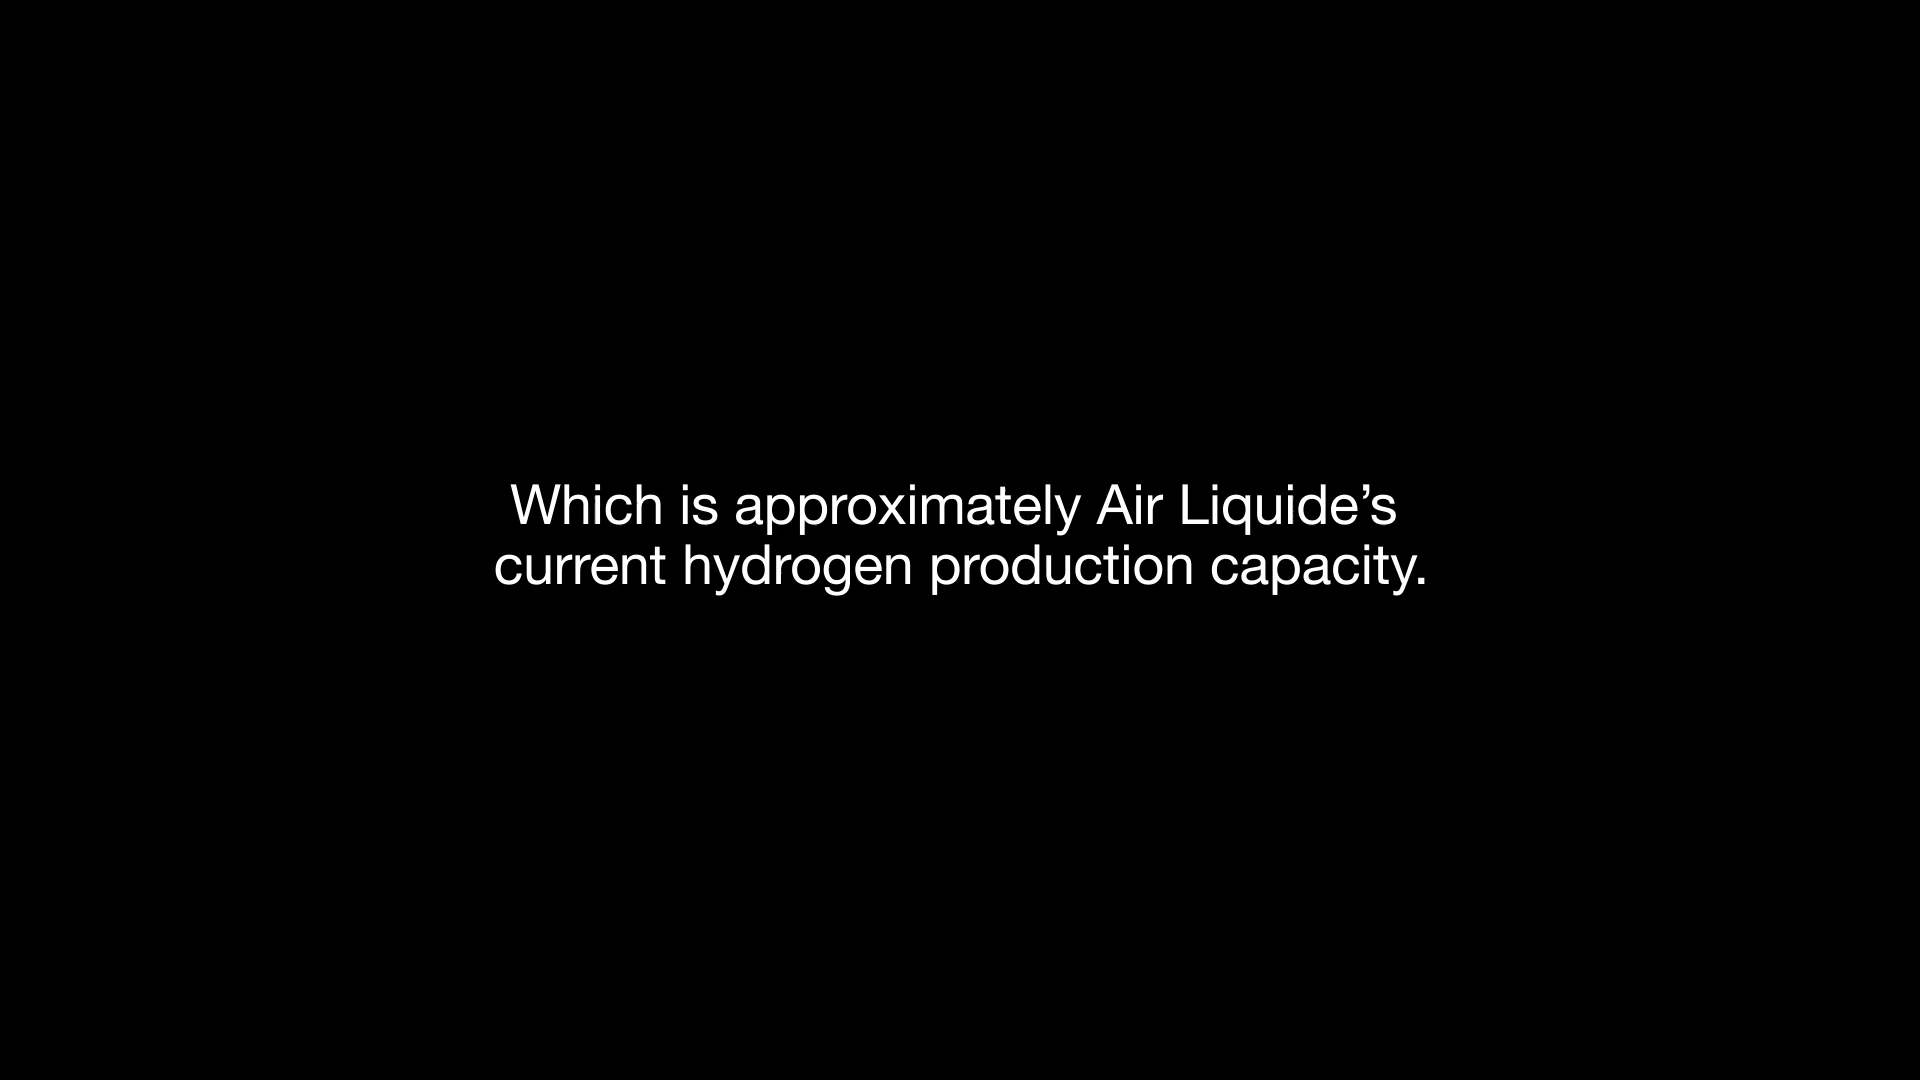 Which is approximately Air Liquide’s
current hydrogen production capacity.